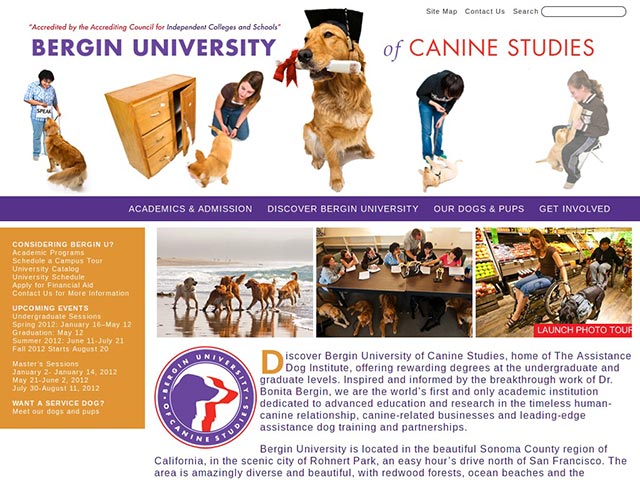 Site Map Contact Us Search
"Accredited by the Accrediting Council for Independent Colleges and Schools"
BERGIN UNIVERSITY of CANINE STUDIES
SPEAK
ACADEMICS & ADMISSION DISCOVER BERGIN UNIVERSITY OUR DOGS & PUPS GET INVOLVED
CONSIDERING BERGIN U?
Academic Programs
Schedule a Campus Tour
University Catalog
University Schedule
Apply for Financial Aid
Contact Us for More Information
UPCOMING EVENTS
Undergraduate Sessions
Spring 2012: January 16–May 12
Graduation: May 12
Summer 2012: June 11-July 21
Fall 2012 Starts August 20
Master's Sessions
January 2- January 14, 2012
May 21-June 2, 2012
July 30-August 11, 2012
WANT A SERVICE DOG?
Meet our dogs and pups
LAUNCH PHOTO TOUR
BERGIN UNIVERSITY
OF CANINE STUDIES
Discover Bergin University of Canine Studies, home of The Assistance
Dog Institute, offering rewarding degrees at the undergraduate and
graduate levels. Inspired and informed by the breakthrough work of Dr.
Bonita Bergin, we are the world's first and only academic institution
dedicated to advanced education and research in the timeless human-
canine relationship, canine-related businesses and leading-edge
assistance dog training and partnerships.
Bergin University is located in the beautiful Sonoma County region of
California, in the scenic city of Rohnert Park, an easy hour's drive north of San Francisco. The
area is amazingly diverse and beautiful, with redwood forests, ocean beaches and the